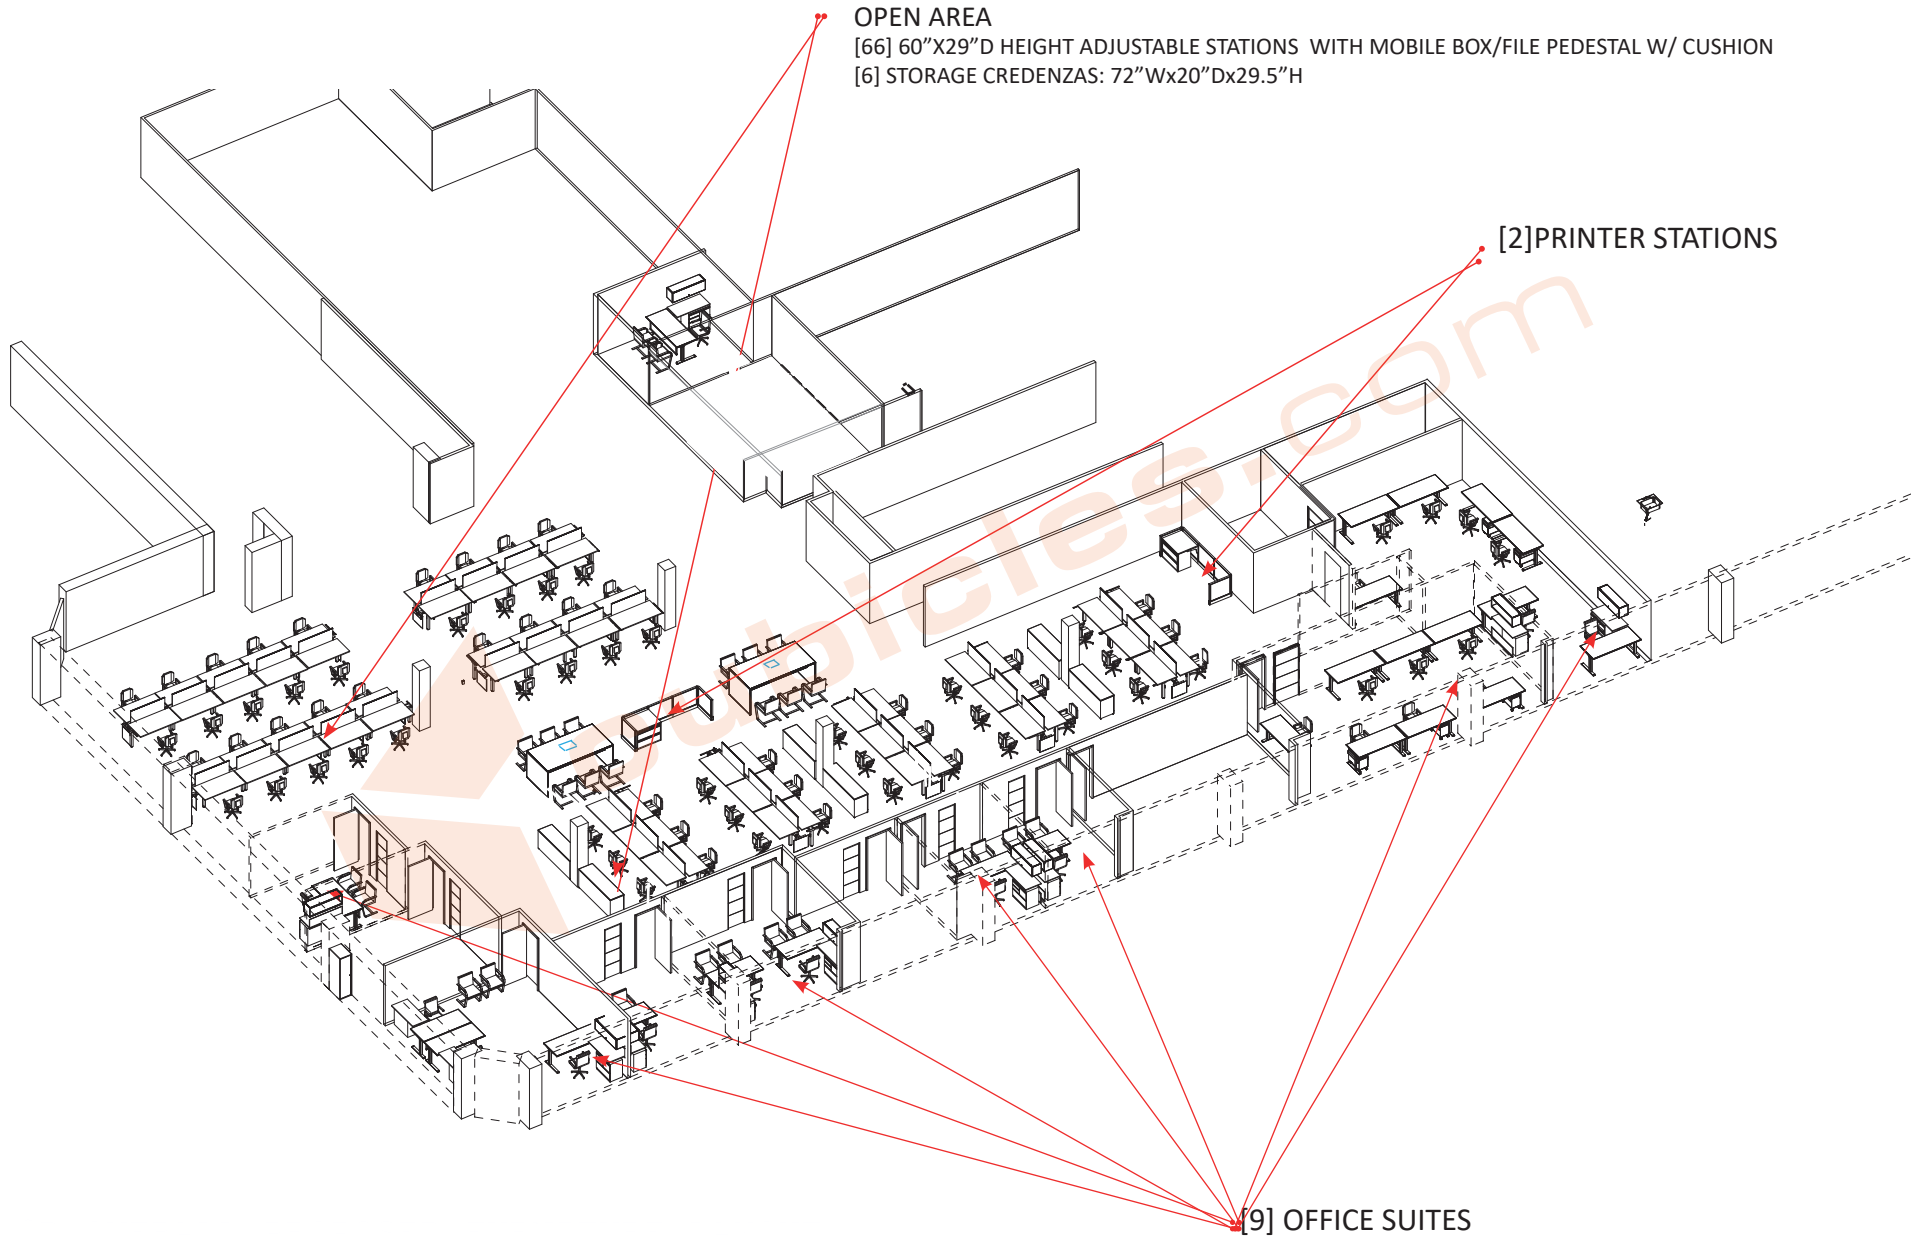 OPEN AREA
[66] 60”X29”D HEIGHT ADJUSTABLE STATIONS WITH MOBILE BOX/FILE PEDESTAL W/ CUSHION
[6] STORAGE CREDENZAS: 72”Wx20”Dx29.5”H
[2]PRINTER STATIONS
cubicles.com
[9] OFFICE SUITES